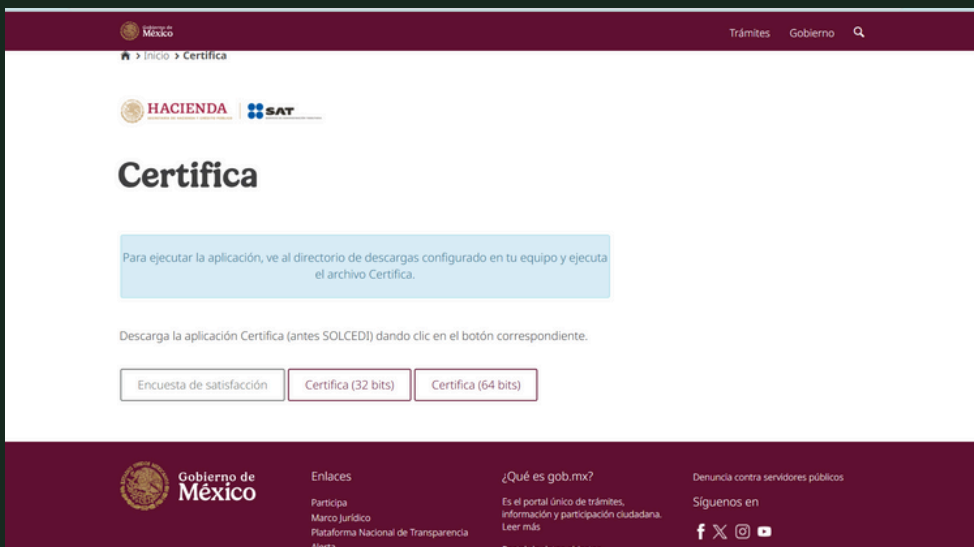 Gobierno de
México
Trámites Gobierno
> Inicio > Certifica
HACIENDA SAT
Certifica
Para ejecutar la aplicación, ve al directorio de descargas configurado en tu equipo y ejecuta
el archivo Certifica.
Descarga la aplicación Certifica (antes SOLCEDI) dando clic en el botón correspondiente.
Encuesta de satisfacción Certifica (32 bits) Certifica (64 bits)
Gobierno de
México
Enlaces
Participa
Marco Jurídico
Plataforma Nacional de Transparencia
Alerta
¿Qué es gob.mx?
Es el portal único de trámites,
información y participación ciudadana.
Leer más
Denuncia contra servidores públicos
Síguenos en